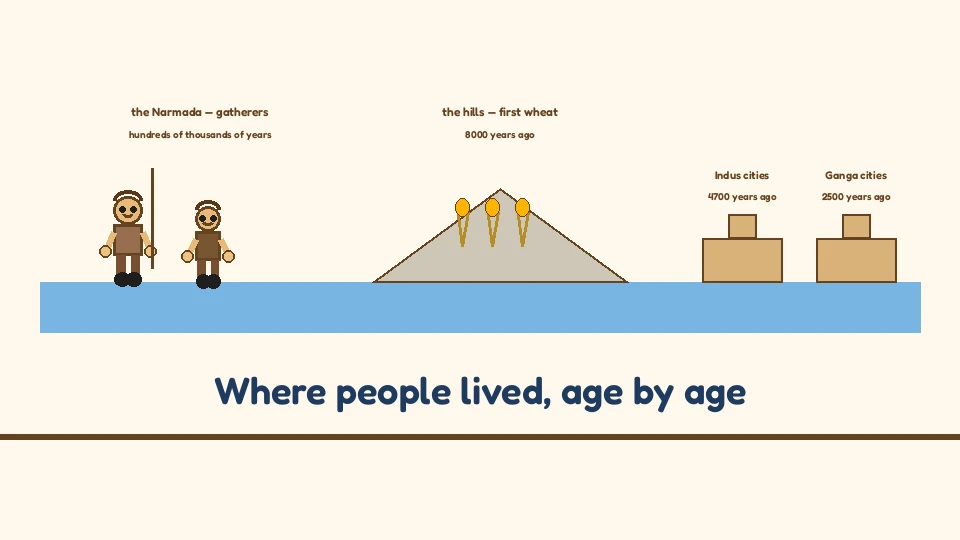 the Narmada — gatherers
hundreds of thousands of years
the hills — first wheat
8000 years ago
Indus cities
4700 years ago
Ganga cities
2500 years ago
Where people lived, age by age